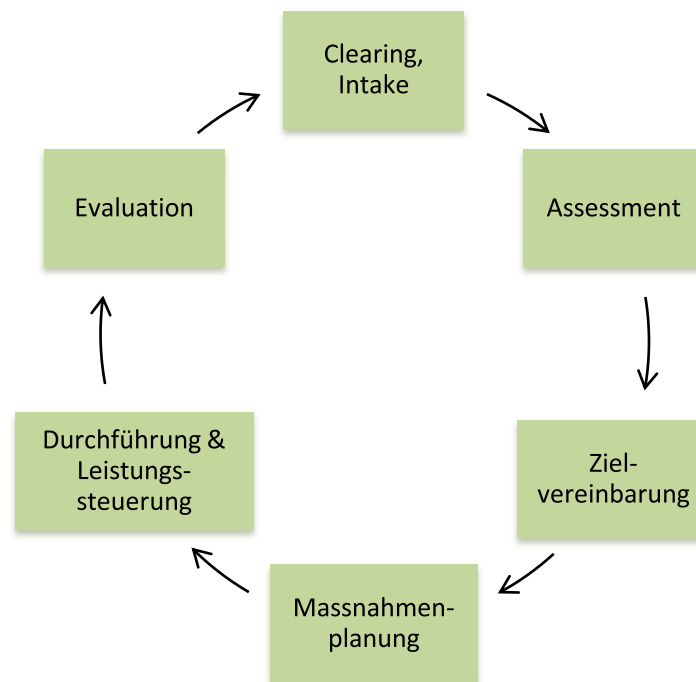 Clearing,
Intake
Assessment
Ziel-
vereinbarung
Massnahmen-
planung
Durchführung &
Leistungs-
steuerung
Evaluation